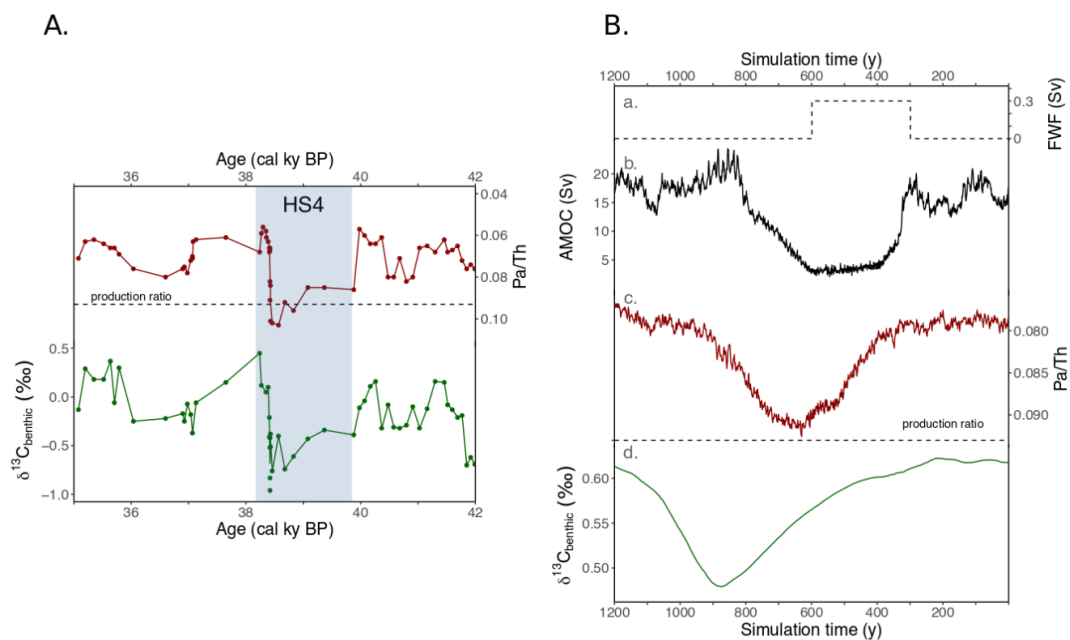 A.
B.
Age (cal ky BP)
36 38 40 42
HS4
0.04
0.06
0.08
0.10
Pa/Th
production ratio
0.5
0.0
−0.5
−1.0
δ¹³C_benthic (‰)
36 38 40 42
Age (cal ky BP)
Simulation time (y)
1200 1000 800 600 400 200
a.
0.3
0
FWF (Sv)
b.
20
15
10
5
AMOC (Sv)
c.
0.080
0.085
0.090
Pa/Th
production ratio
d.
0.60
0.55
0.50
δ¹³C_benthic (‰)
1200 1000 800 600 400 200
Simulation time (y)